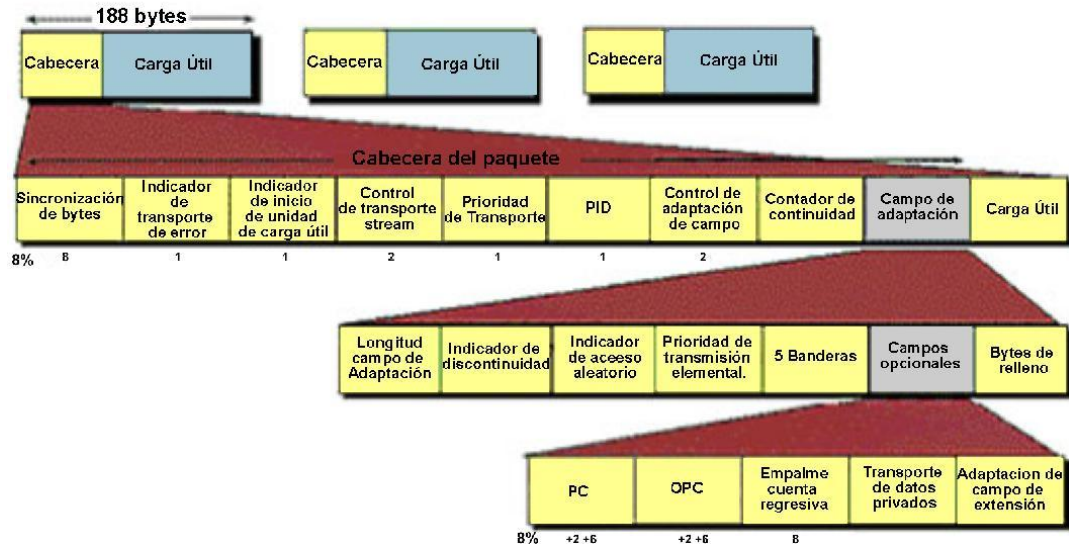 188 bytes
Cabecera
Carga Útil
Cabecera
Carga Útil
Cabecera
Carga Útil
Cabecera del paquete
Sincronización
de bytes
Indicador
de
transporte
de error
Indicador
de inicio
de unidad
de carga útil
Control
de transporte
stream
Prioridad
de Transporte
PID
Control de
adaptación
de campo
Contador de
continuidad
Campo de
adaptación
Carga Útil
8%
8
1
1
2
1
1
2
Longitud
campo de
Adaptación
Indicador de
discontinuidad
Indicador
de aceeso
aleatorio
Prioridad de
transmisión
elemental.
5 Banderas
Campos
opcionales
Bytes de
relleno
PC
OPC
Empalme
cuenta
regresiva
Transporte
de datos
privados
Adaptacion de
campo de
extensión
8%
+2 +6
+2 +6
8